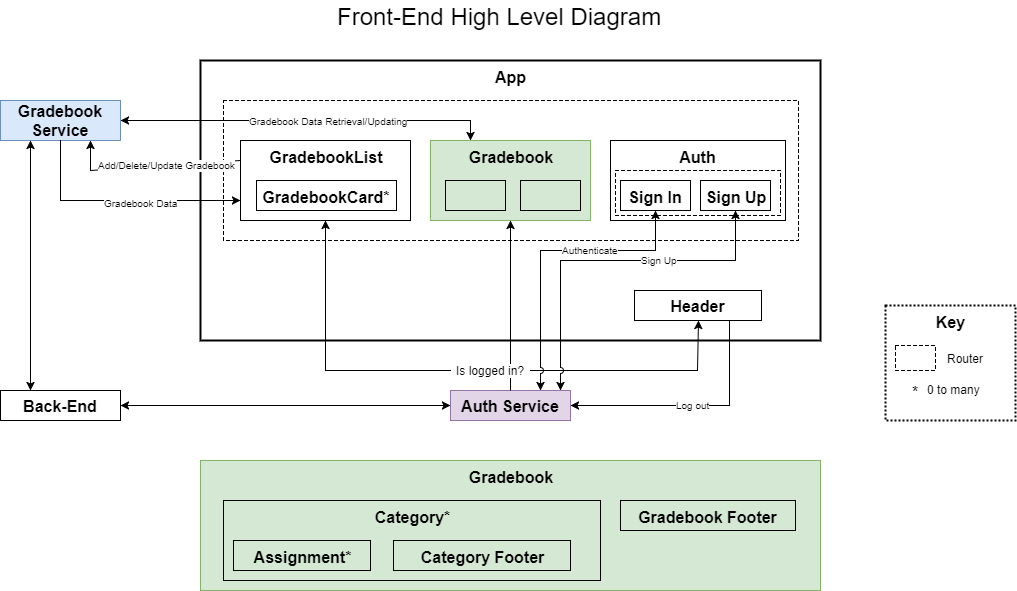 Front-End High Level Diagram
App
Gradebook
Service
Gradebook Data Retrieval/Updating
GradebookList
Gradebook
Auth
Add/Delete/Update Gradebook
GradebookCard*
Sign In
Sign Up
Gradebook Data
Authenticate
Sign Up
Header
Key
Router
* 0 to many
Is logged in?
Back-End
Auth Service
Log out
Gradebook
Category*
Gradebook Footer
Assignment*
Category Footer